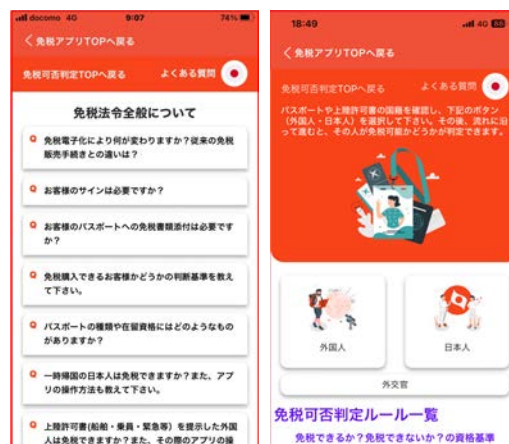 docomo 4G 9:07 74%
く 免税アプリTOPへ戻る
免税可否判定TOPへ戻る よくある質問
免税法令全般について
Q 免税電子化により何が変わりますか？従来の免税
販売手続きとの違いは？
Q お客様のサインは必要ですか？
Q お客様のパスポートへの免税書類添付は必要です
か？
Q 免税購入できるお客様かどうかの判断基準を教え
て下さい。
Q パスポートの種類や在留資格にはどのようなもの
がありますか？
Q 一時帰国の日本人は免税できますか？また、アプ
リの操作方法も教えて下さい。
Q 上陸許可書(船舶・乗員・緊急等）を提示した外国
人は免税できますか？また、その際のアプリの操
18:49 4G
く 免税アプリTOPへ戻る
免税可否判定TOPへ戻る よくある質問
パスポートや上陸許可書の国籍を確認し、下記のボタン
（外国人・日本人）を選択して下さい。その後、流れに沿
って進むと、その人が免税可能かどうかが判定できます。
外国人
日本人
外交官
免税可否判定ルール一覧
免税できるか？免税できないか？の資格基準